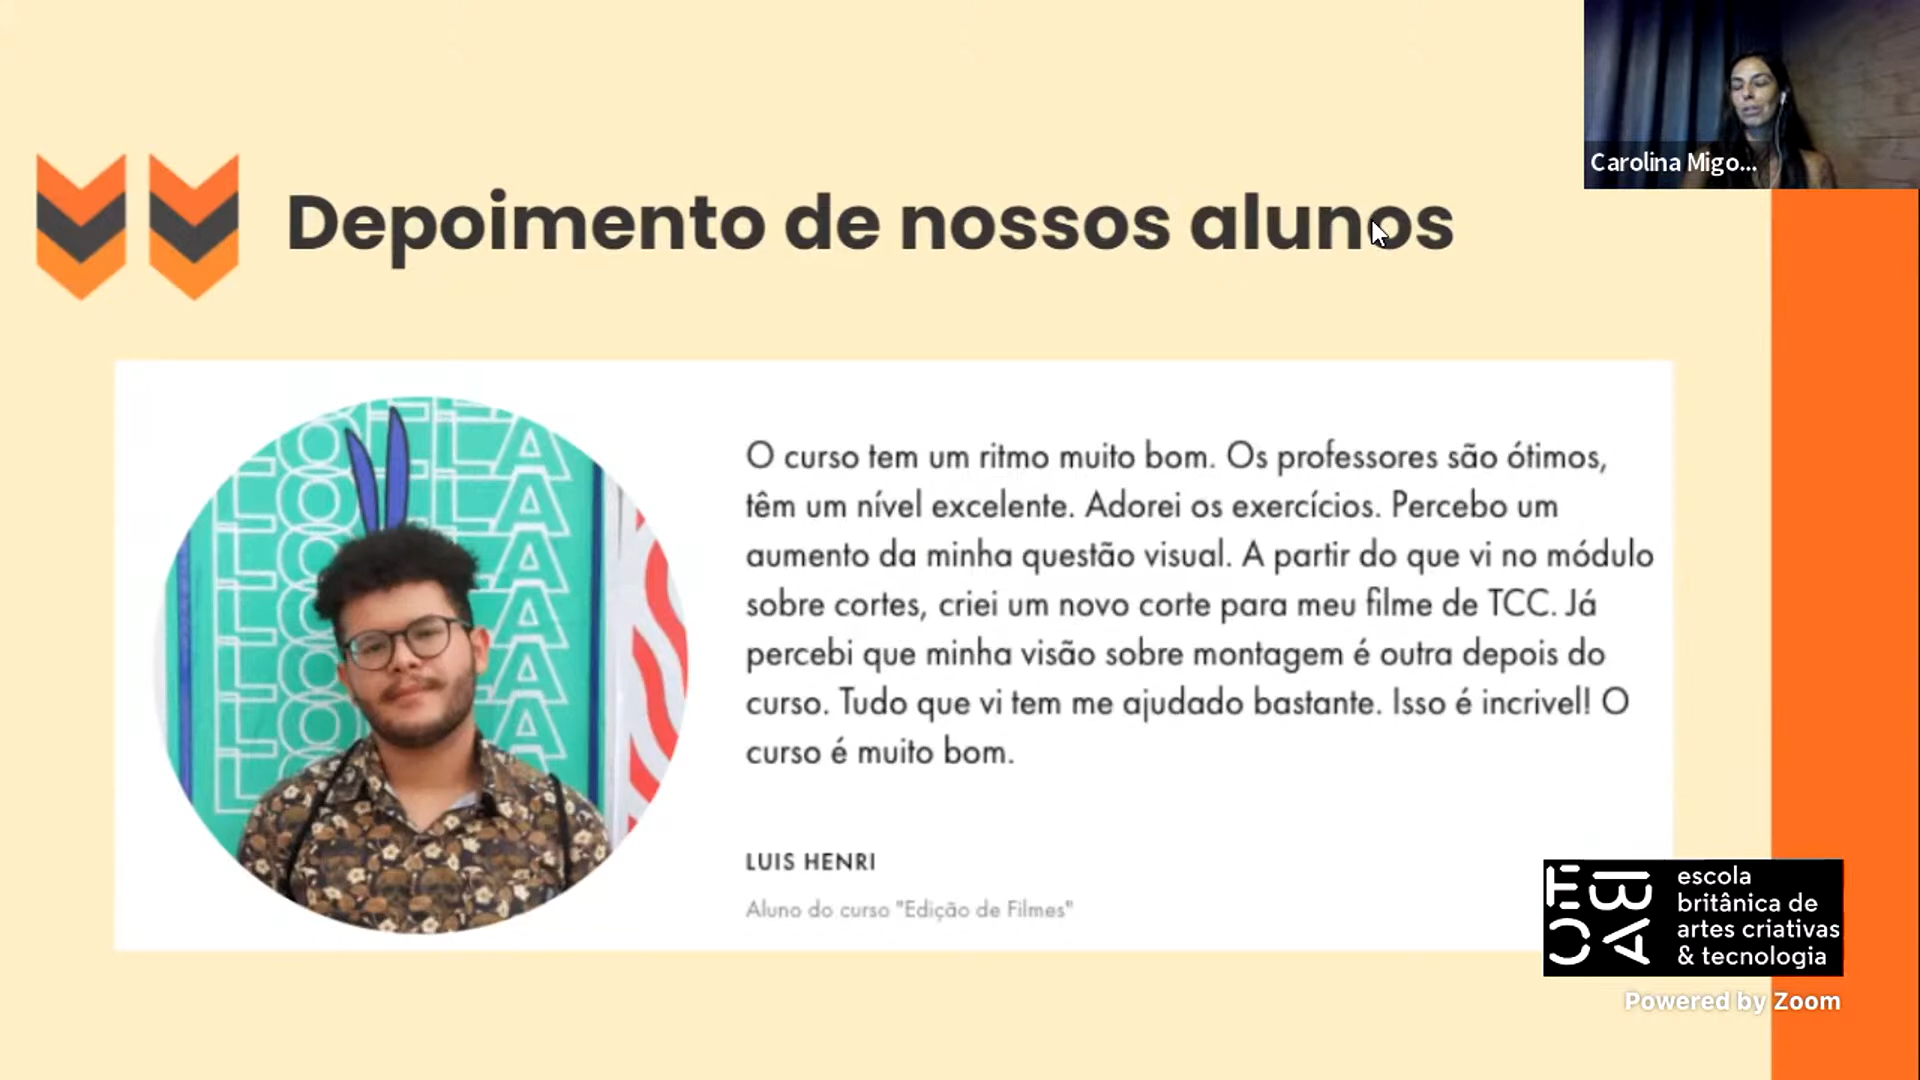 Carolina Migo...
Depoimento de nossos alunos
O curso tem um ritmo muito bom. Os professores são ótimos,
têm um nível excelente. Adorei os exercícios. Percebo um
aumento da minha questão visual. A partir do que vi no módulo
sobre cortes, criei um novo corte para meu filme de TCC. Já
percebi que minha visão sobre montagem é outra depois do
curso. Tudo que vi tem me ajudado bastante. Isso é incrivel! O
curso é muito bom.
LUIS HENRI
Aluno do curso "Edição de Filmes"
EBAC
escola
britânica de
artes criativas
& tecnologia
Powered by Zoom